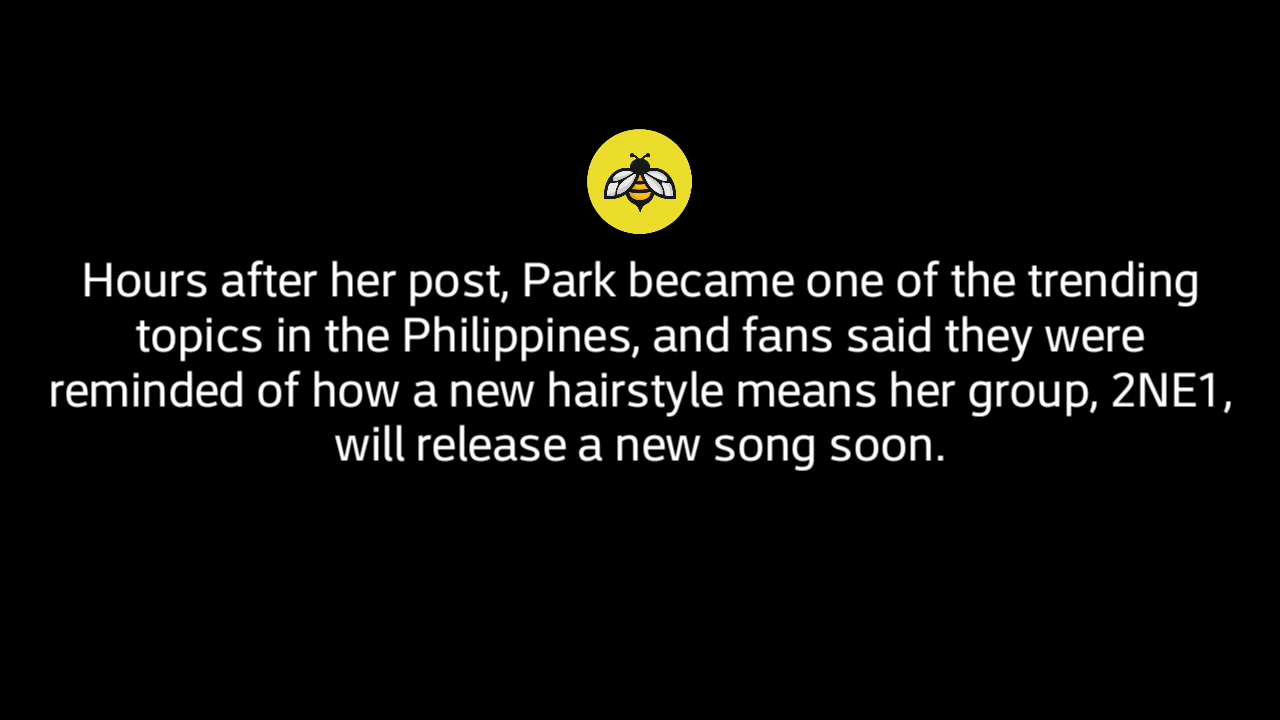 Hours after her post, Park became one of the trending
topics in the Philippines, and fans said they were
reminded of how a new hairstyle means her group, 2NE1,
will release a new song soon.